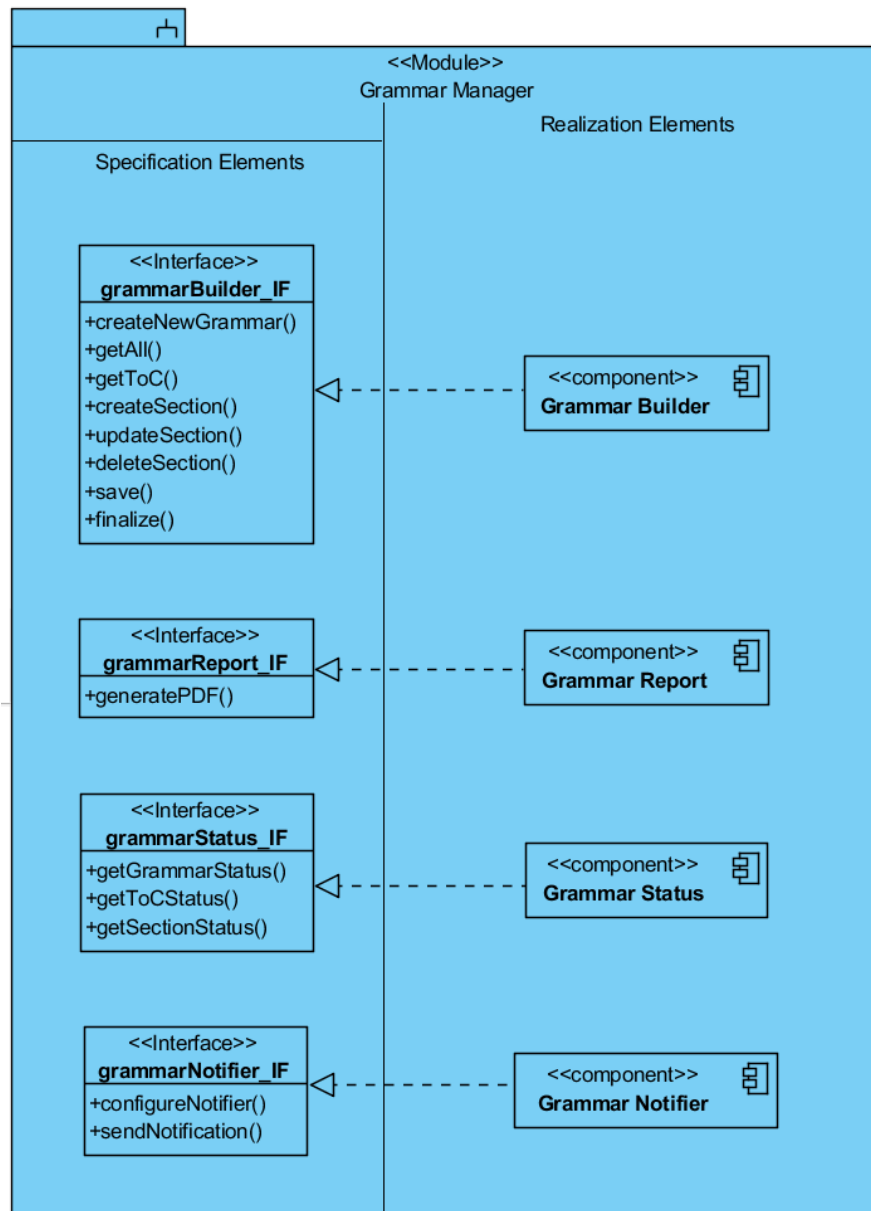 <<Module>>
Grammar Manager
Realization Elements
Specification Elements
<<Interface>>
grammarBuilder_IF
+createNewGrammar()
+getAll()
+getToC()
+createSection()
+updateSection()
+deleteSection()
+save()
+finalize()
<<component>>
Grammar Builder
<<Interface>>
grammarReport_IF
+generatePDF()
<<component>>
Grammar Report
<<Interface>>
grammarStatus_IF
+getGrammarStatus()
+getToCStatus()
+getSectionStatus()
<<component>>
Grammar Status
<<Interface>>
grammarNotifier_IF
+configureNotifier()
+sendNotification()
<<component>>
Grammar Notifier